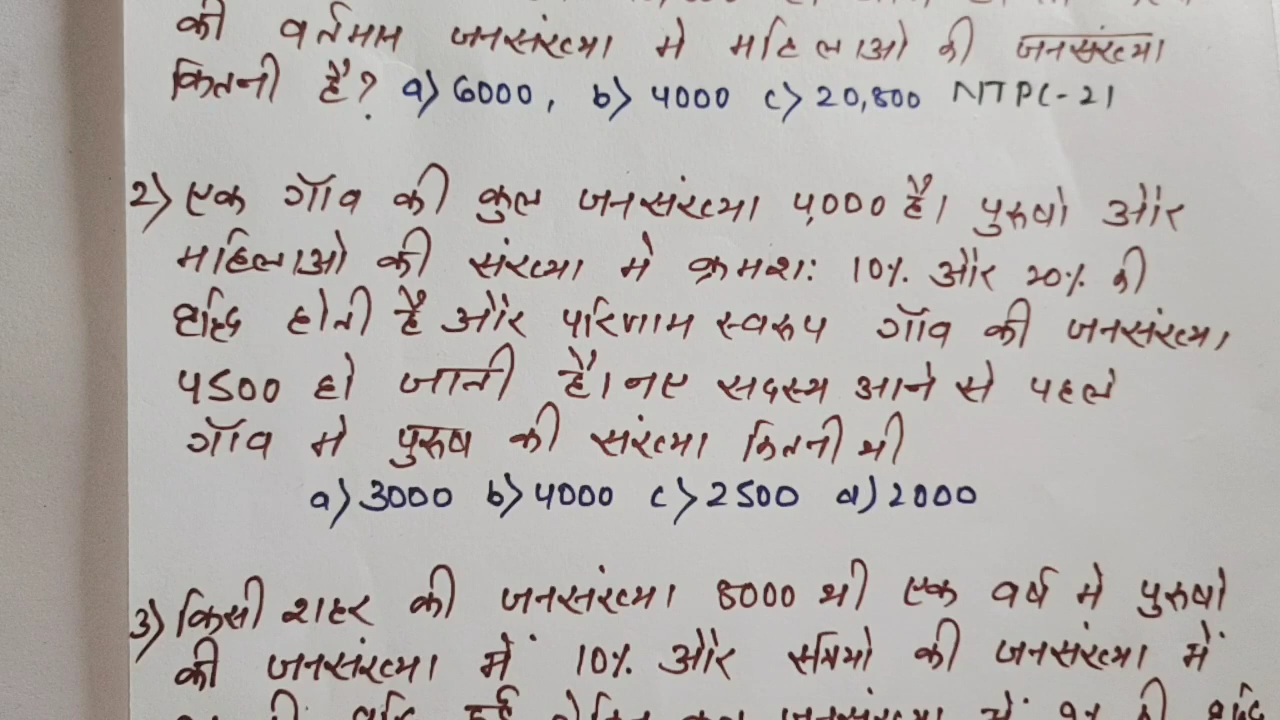 की वर्तमान जनसंख्या मे महिलाओ की जनसंख्या
कितनी है? a) 6000, b) 4000 c) 20,800 NTPC-21
2) एक गॉव की कुल जनसंख्या 4,000 है। पुरुषो और
महिलाओ की संख्या मे क्रमश: 10% और 20% की
वृद्धि होती है और परिणाम स्वरुप गॉव की जनसंख्या
4500 हो जाती है। नए सदस्य आने से पहले
गॉव मे पुरुष की संख्या कितनी थी
a) 3000 b) 4000 c) 2500 d) 2000
3) किसी शहर की जनसंख्या 8000 थी एक वर्ष मे पुरुषो
की जनसंख्या में 10% और स्त्रियो की जनसंख्या में